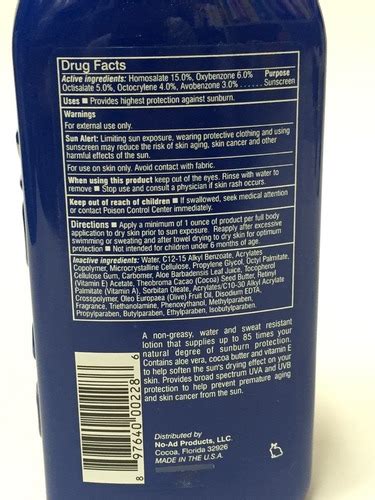 Drug Facts
Active ingredients: Homosalate 15.0%, Oxybenzone 6.0% Purpose
Octisalate 5.0%, Octocrylene 4.0%, Avobenzone 3.0% ...... Sunscreen
Uses ■ Provides highest protection against sunburn.
Warnings
For external use only.
Sun Alert: Limiting sun exposure, wearing protective clothing and using
sunscreen may reduce the risk of skin aging, skin cancer and other
harmful effects of the sun.
For use on skin only. Avoid contact with fabric.
When using this product keep out of the eyes. Rinse with water to
remove ■ Stop use and consult a physician if skin rash occurs.
Keep out of reach of children ■ If swallowed, seek medical attention
or contact Poison Control Center immediately.
Directions ■ Apply a minimum of 1 ounce of product per full body
application to dry skin prior to sun exposure. Reapply after excessive
swimming or sweating and after towel drying to dry skin for optimum
protection ■ Not intended for children under 6 months of age.
Inactive ingredients: Water, C12-15 Alkyl Benzoate, Acrylates
Copolymer, Microcrystalline Cellulose, Propylene Glycol, Octyl Palmitate,
Cellulose Gum, Carbomer, Aloe Barbadensis Leaf Juice, Tocopheryl
(Vitamin E) Acetate, Theobroma Cacao (Cocoa) Seed Butter, Retinyl
Palmitate (Vitamin A), Sorbitan Oleate, Acrylates/C10-30 Alkyl Acrylate
Crosspolymer, Oleo Europaea (Olive) Fruit Oil, Disodium EDTA,
Fragrance, Triethanolamine, Phenoxythanol, Methylparaben,
Propylparaben, Butylparaben, Ethylparaben, Isobutylparaben.
A non-greasy, water and sweat resistant
lotion that supplies up to 85 times your
natural degree of sunburn protection.
Contains aloe vera, cocoa butter and vitamin E
to help soften the sun's drying effect on your
skin. Provides broad spectrum UVA and UVB
protection to help prevent premature aging
and skin cancer from the sun.
8 97640 00228 6
Distributed by
No-Ad Products, LLC.
Cocoa, Florida 32926
MADE IN THE U.S.A.